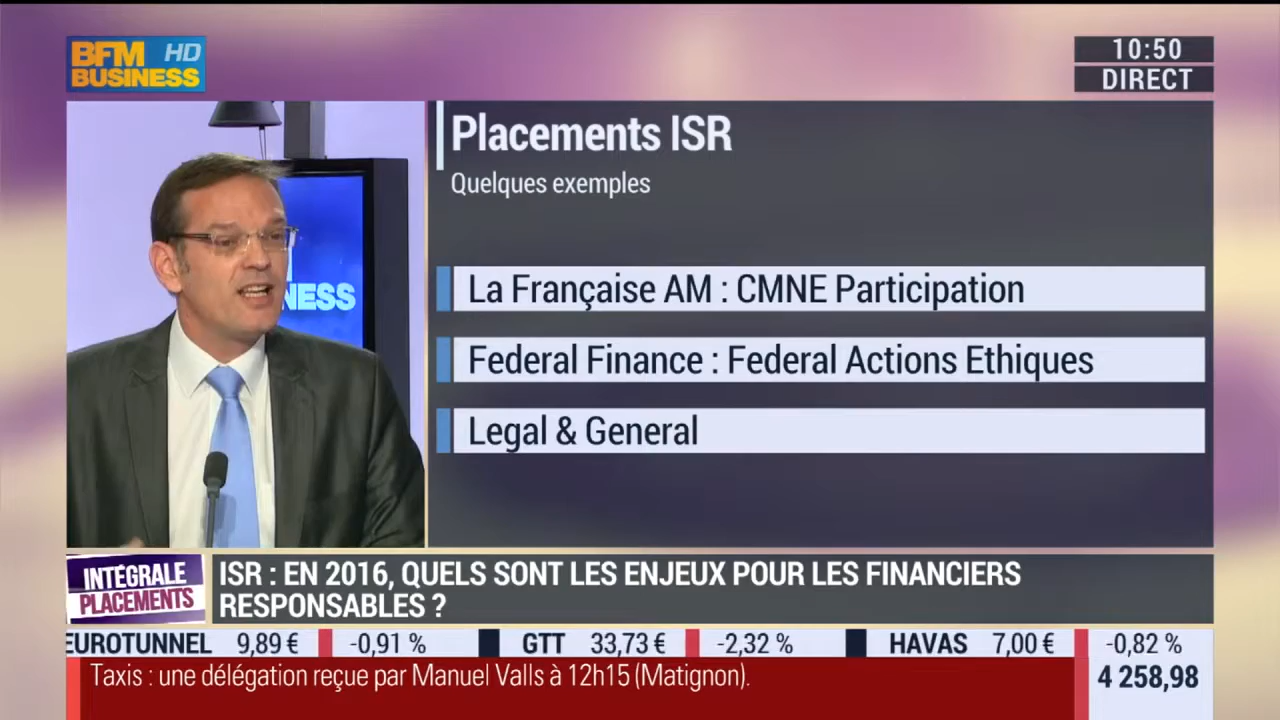 BFM HD
BUSINESS
10:50
DIRECT
Placements ISR
Quelques exemples
NESS
La Française AM : CMNE Participation
Federal Finance : Federal Actions Ethiques
Legal & General
INTÉGRALE
PLACEMENTS
ISR : EN 2016, QUELS SONT LES ENJEUX POUR LES FINANCIERS
RESPONSABLES ?
EUROTUNNEL 9,89 € -0,91 % GTT 33,73 € -2,32 % HAVAS 7,00 € -0,82 %
Taxis : une délégation reçue par Manuel Valls à 12h15 (Matignon).
4 258,98